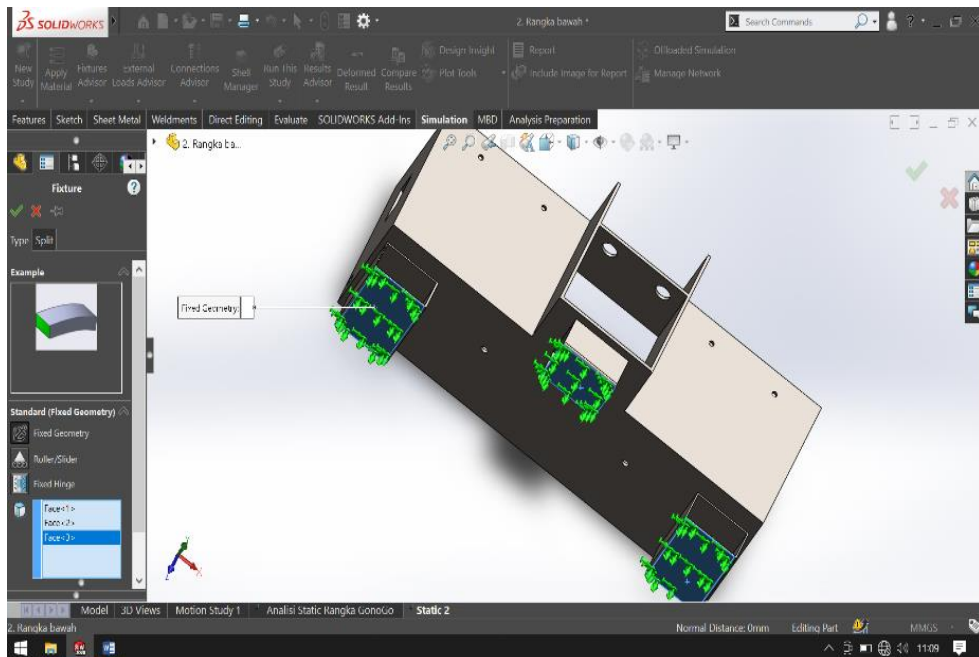 SOLIDWORKS
2. Rangka bawah *
Search Commands
New Study
Apply Material
Fixtures Advisor
External Loads Advisor
Connections Advisor
Shell Manager
Run This Study
Results Advisor
Deformed Result
Compare Results
Design Insight
Plot Tools
Report
Include Image for Report
Offloaded Simulation
Manage Network
Features Sketch Sheet Metal Weldments Direct Editing Evaluate SOLIDWORKS Add-Ins Simulation MBD Analysis Preparation
2. Rangka ba...
Fixture
Type Split
Example
Fixed Geometry:
Standard (Fixed Geometry)
Fixed Geometry
Roller/Slider
Fixed Hinge
Face<1>
Face<2>
Face<3>
Model 3D Views Motion Study 1 Analisi Static Rangka GonoGo Static 2
2. Rangka bawah Normal Distance: 0mm Editing Part MMGS
11:09